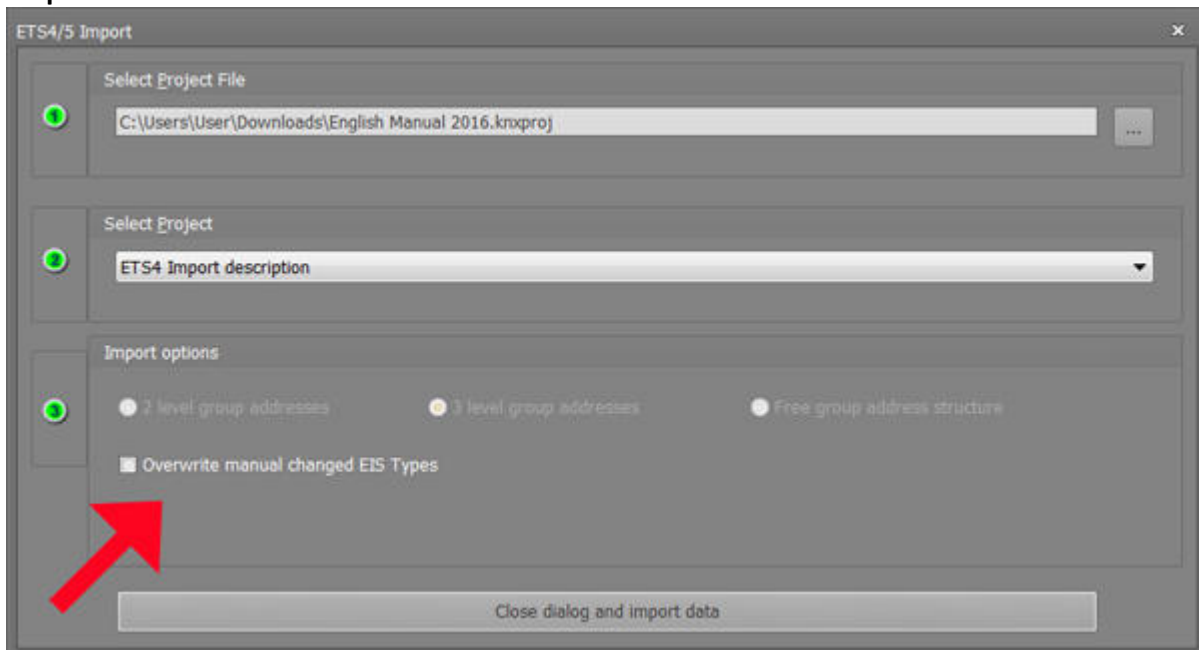 ETS4/5 Import
×
Select Project File
1
C:\Users\User\Downloads\English Manual 2016.knxproj
...
Select Project
2
ETS4 Import description
Import options
3
2 level group addresses 3 level group addresses Free group address structure
Overwrite manual changed EIS Types
Close dialog and import data